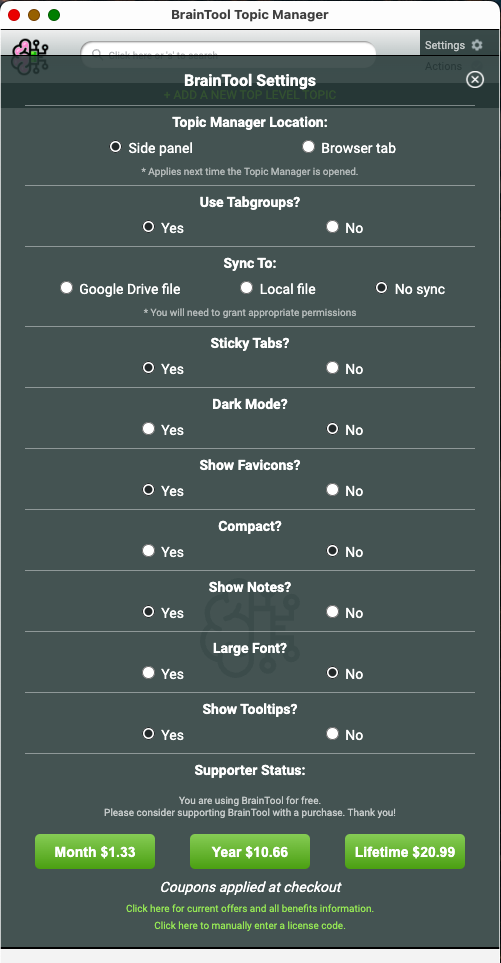 BrainTool Topic Manager
Click here or 's' to search
Settings
Actions
BrainTool Settings
+ ADD A NEW TOP LEVEL TOPIC
Topic Manager Location:
Side panel Browser tab
* Applies next time the Topic Manager is opened.
Use Tabgroups?
Yes No
Sync To:
Google Drive file Local file No sync
* You will need to grant appropriate permissions
Sticky Tabs?
Yes No
Dark Mode?
Yes No
Show Favicons?
Yes No
Compact?
Yes No
Show Notes?
Yes No
Large Font?
Yes No
Show Tooltips?
Yes No
Supporter Status:
You are using BrainTool for free.
Please consider supporting BrainTool with a purchase. Thank you!
Month $1.33 Year $10.66 Lifetime $20.99
Coupons applied at checkout
Click here for current offers and all benefits information.
Click here to manually enter a license code.